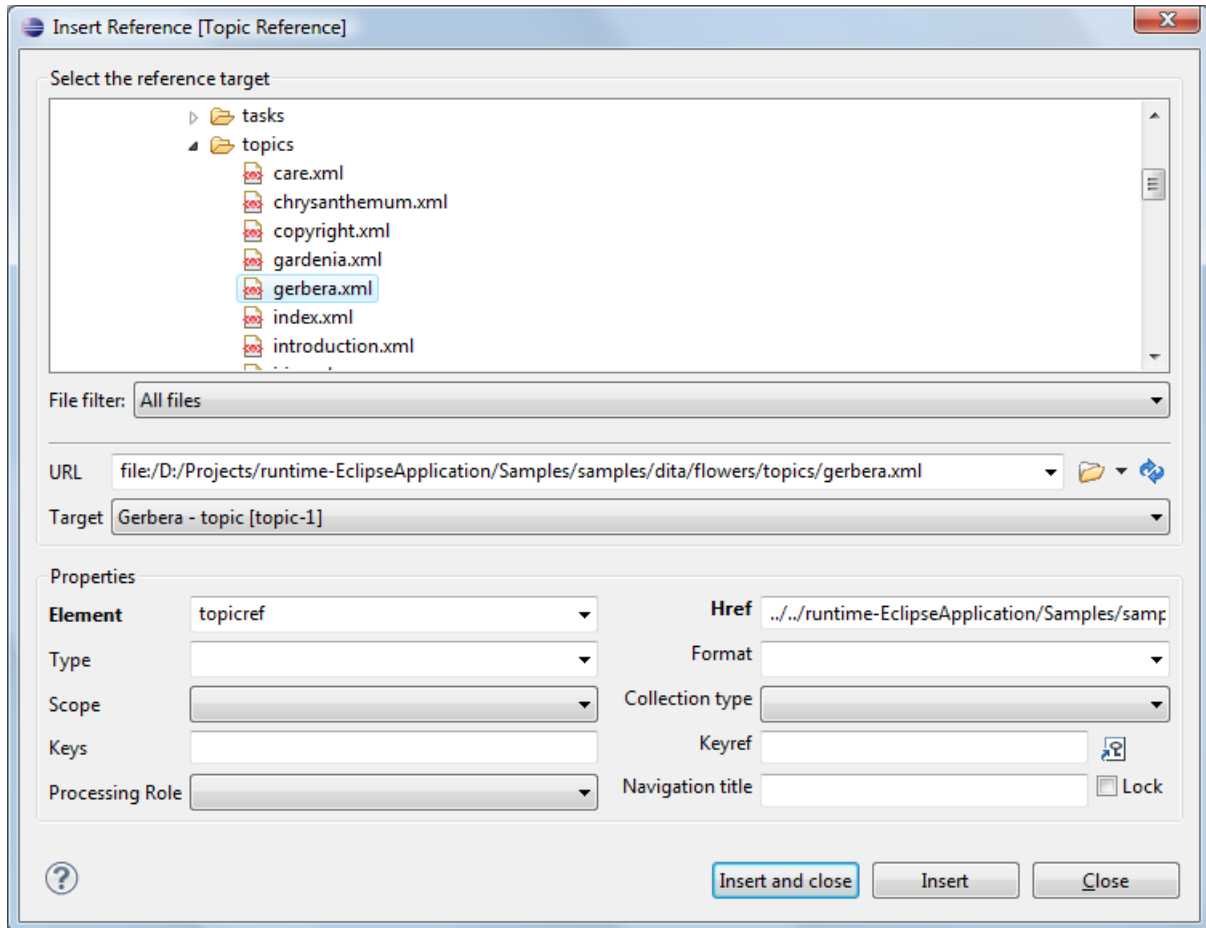 Insert Reference [Topic Reference]
Select the reference target
tasks
topics
care.xml
chrysanthemum.xml
copyright.xml
gardenia.xml
gerbera.xml
index.xml
introduction.xml
File filter: All files
URL file:/D:/Projects/runtime-EclipseApplication/Samples/samples/dita/flowers/topics/gerbera.xml
Target Gerbera - topic [topic-1]
Properties
Element topicref Href ../../runtime-EclipseApplication/Samples/samp
Type Format
Scope Collection type
Keys Keyref
Processing Role Navigation title Lock
? Insert and close Insert Close